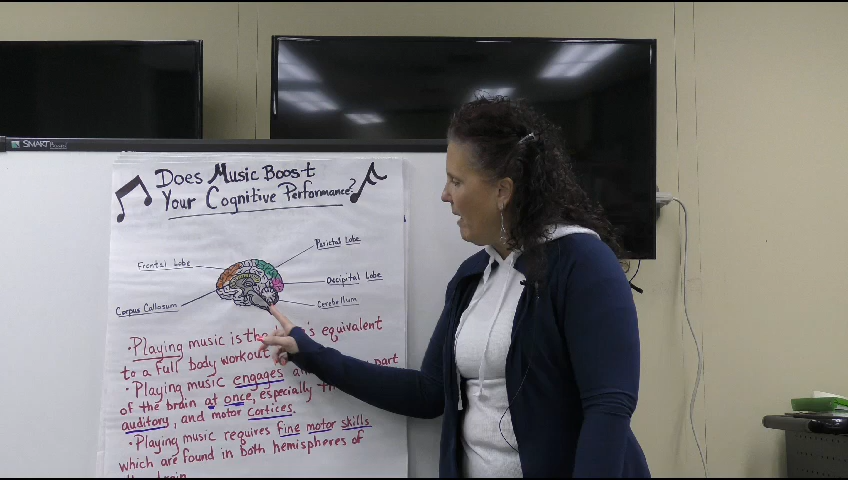 SMART
Does Music Boost
Your Cognitive Performance?
Parietal Lobe
Frontal Lobe
Occipital Lobe
Corpus Callosum
Cerebellum
•Playing music is the equivalent
to a full body workout
•Playing music engages part
of the brain at once, especially
auditory, and motor cortices.
•Playing music requires fine motor skills
which are found in both hemispheres of